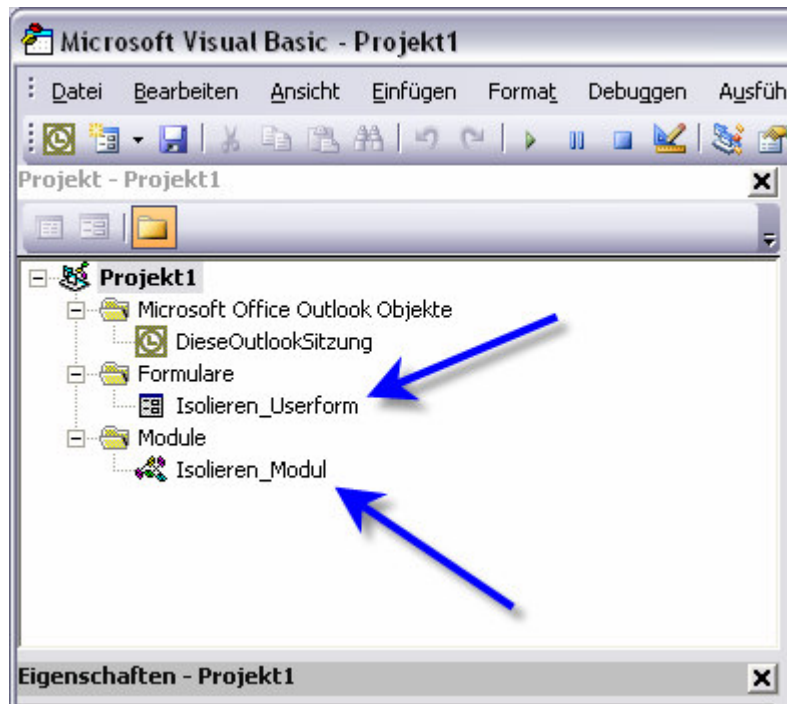 Microsoft Visual Basic - Projekt1
Datei Bearbeiten Ansicht Einfügen Format Debuggen Ausfüh
Projekt - Projekt1
Projekt1
Microsoft Office Outlook Objekte
DieseOutlookSitzung
Formulare
Isolieren_Userform
Module
Isolieren_Modul
Eigenschaften - Projekt1